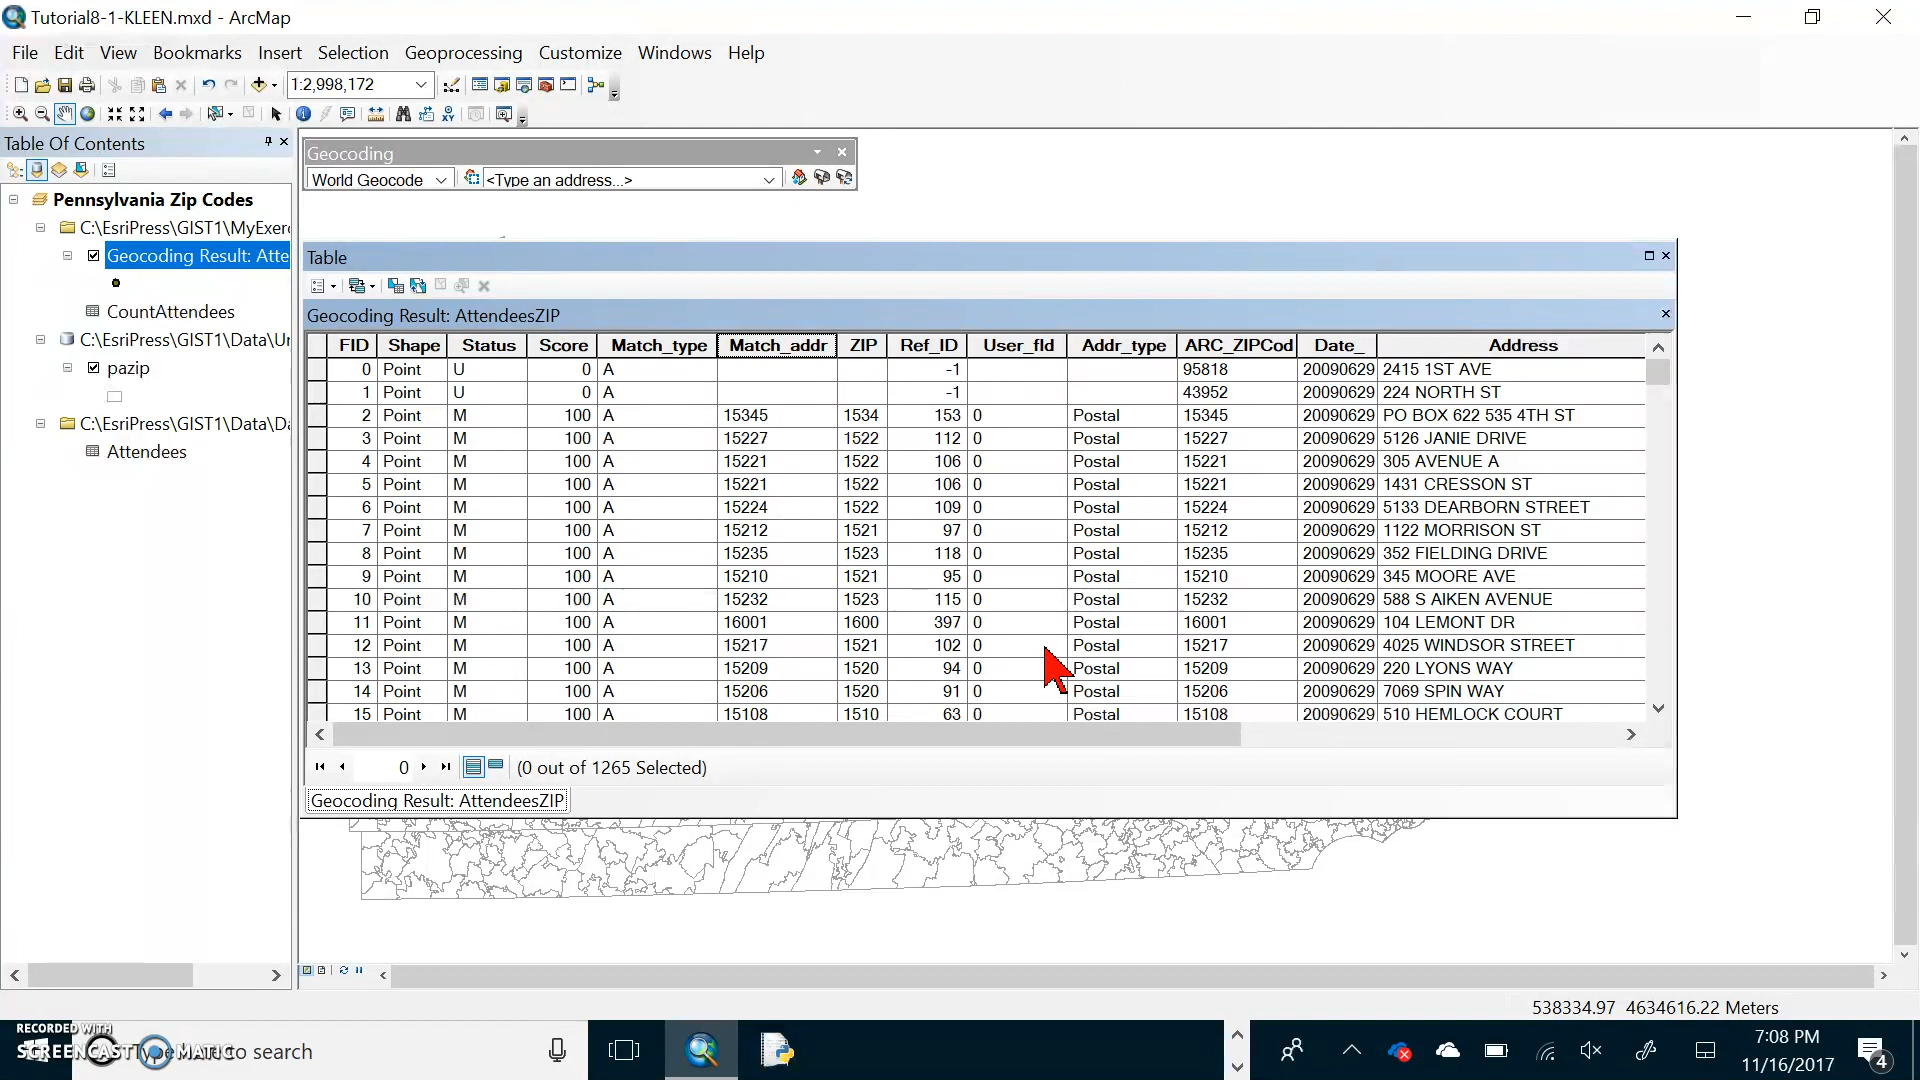 Tutorial8-1-KLEEN.mxd - ArcMap
File Edit View Bookmarks Insert Selection Geoprocessing Customize Windows Help
1:2,998,172
Table Of Contents
Pennsylvania Zip Codes
C:\EsriPress\GIST1\MyExer
Geocoding Result: Atte
CountAttendees
C:\EsriPress\GIST1\Data\Ur
pazip
C:\EsriPress\GIST1\Data\Da
Attendees
Geocoding
World Geocode <Type an address...>
Table
Geocoding Result: AttendeesZIP
FID Shape Status Score Match_type Match_addr ZIP Ref_ID User_fld Addr_type ARC_ZIPCod Date_ Address
0 Point U 0 A -1 95818 20090629 2415 1ST AVE
1 Point U 0 A -1 43952 20090629 224 NORTH ST
2 Point M 100 A 15345 1534 153 0 Postal 15345 20090629 PO BOX 622 535 4TH ST
3 Point M 100 A 15227 1522 112 0 Postal 15227 20090629 5126 JANIE DRIVE
4 Point M 100 A 15221 1522 106 0 Postal 15221 20090629 305 AVENUE A
5 Point M 100 A 15221 1522 106 0 Postal 15221 20090629 1431 CRESSON ST
6 Point M 100 A 15224 1522 109 0 Postal 15224 20090629 5133 DEARBORN STREET
7 Point M 100 A 15212 1521 97 0 Postal 15212 20090629 1122 MORRISON ST
8 Point M 100 A 15235 1523 118 0 Postal 15235 20090629 352 FIELDING DRIVE
9 Point M 100 A 15210 1521 95 0 Postal 15210 20090629 345 MOORE AVE
10 Point M 100 A 15232 1523 115 0 Postal 15232 20090629 588 S AIKEN AVENUE
11 Point M 100 A 16001 1600 397 0 Postal 16001 20090629 104 LEMONT DR
12 Point M 100 A 15217 1521 102 0 Postal 15217 20090629 4025 WINDSOR STREET
13 Point M 100 A 15209 1520 94 0 Postal 15209 20090629 220 LYONS WAY
14 Point M 100 A 15206 1520 91 0 Postal 15206 20090629 7069 SPIN WAY
15 Point M 100 A 15108 1510 63 0 Postal 15108 20090629 510 HEMLOCK COURT
0 (0 out of 1265 Selected)
Geocoding Result: AttendeesZIP
538334.97 4634616.22 Meters
RECORDED WITH
SCREENCAST MATIC
Type here to search
7:08 PM
11/16/2017
4